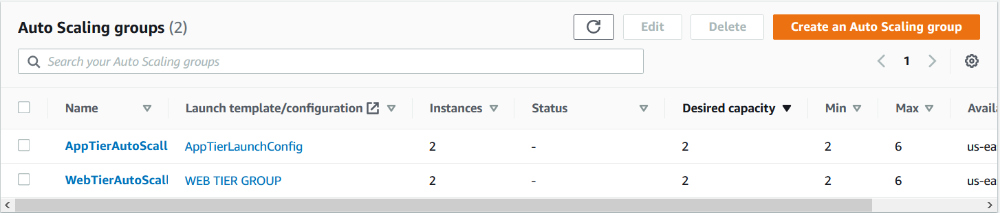 Auto Scaling groups (2)
Edit
Delete
Create an Auto Scaling group
Search your Auto Scaling groups
1
Name Launch template/configuration Instances Status Desired capacity Min Max Availa
AppTierAutoScall AppTierLaunchConfig 2 - 2 2 6 us-ea
WebTierAutoScall WEB TIER GROUP 2 - 2 2 6 us-ea